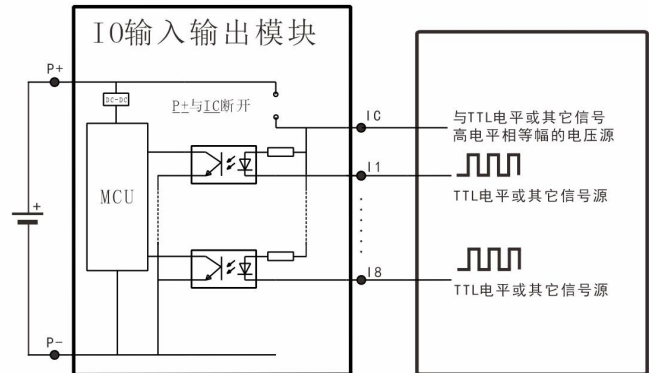 IO输入输出模块
P+
DC-DC
P+与IC断开
IC
与TTL电平或其它信号
高电平相等幅的电压源
I1
TTL电平或其它信号源
MCU
+
I8
TTL电平或其它信号源
P-